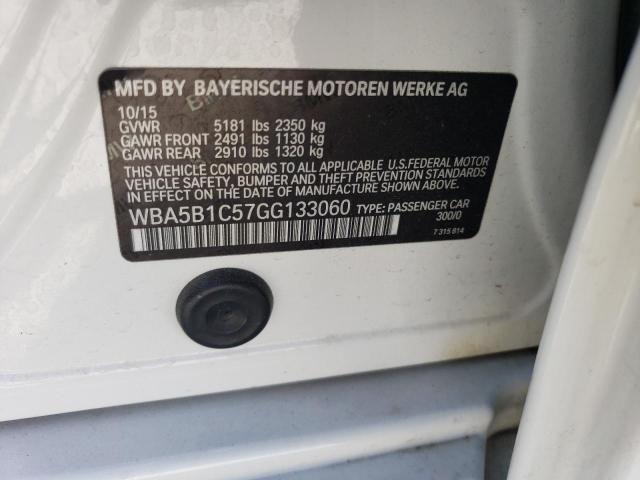 MFD BY BAYERISCHE MOTOREN WERKE AG
10/15
GVWR 5181 lbs 2350 kg
GAWR FRONT 2491 lbs 1130 kg
GAWR REAR 2910 lbs 1320 kg
THIS VEHICLE CONFORMS TO ALL APPLICABLE U.S. FEDERAL MOTOR
VEHICLE SAFETY, BUMPER AND THEFT PREVENTION STANDARDS
IN EFFECT ON THE DATE OF MANUFACTURE SHOWN ABOVE.
WBA5B1C57GG133060 TYPE: PASSENGER CAR
300/0
7 315 814